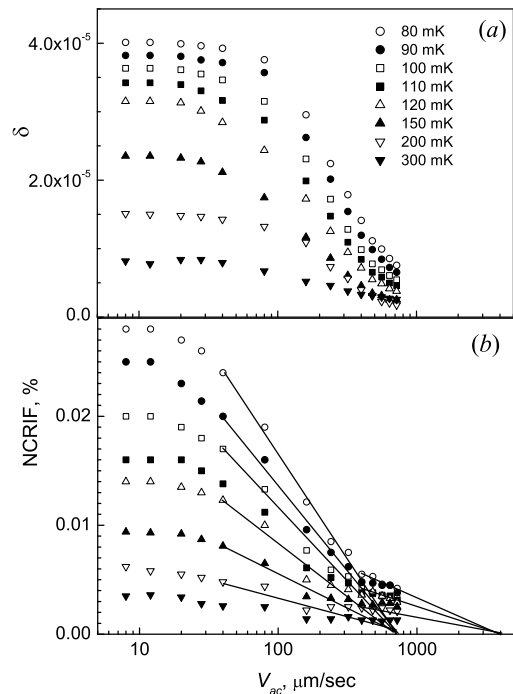 4.0x10⁻⁵
2.0x10⁻⁵
0.0
δ
(a)
80 mK
90 mK
100 mK
110 mK
120 mK
150 mK
200 mK
300 mK
(b)
0.02
0.01
0.00
NCRIF, %
10
100
1000
V_ac, μm/sec